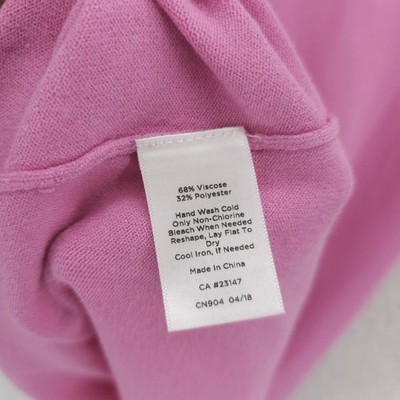 68% Viscose
32% Polyester
Hand Wash Cold
Only Non-Chlorine
Bleach When Needed
Reshape, Lay Flat To
Dry
Cool Iron, If Needed
Made In China
CA #23147
CN904 04/18